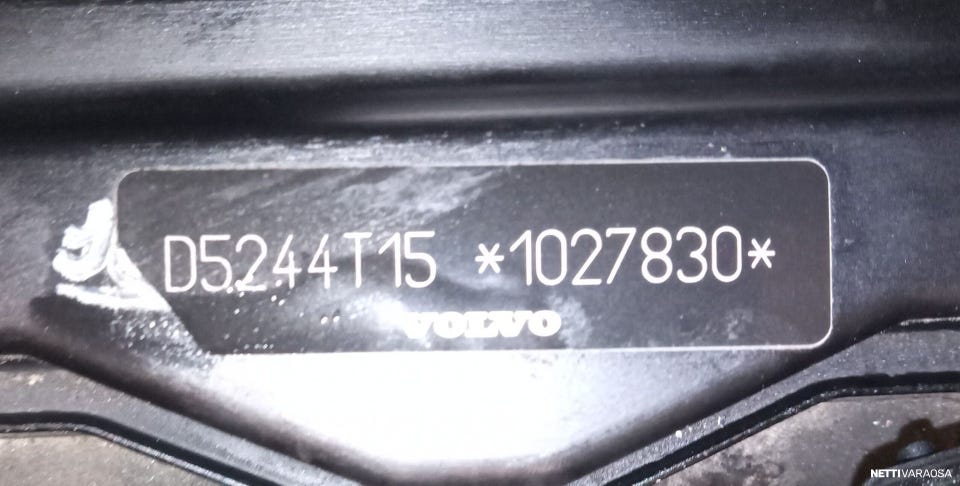 D5244T15 *1027830*
VOLVO
NETTIVARAOSA